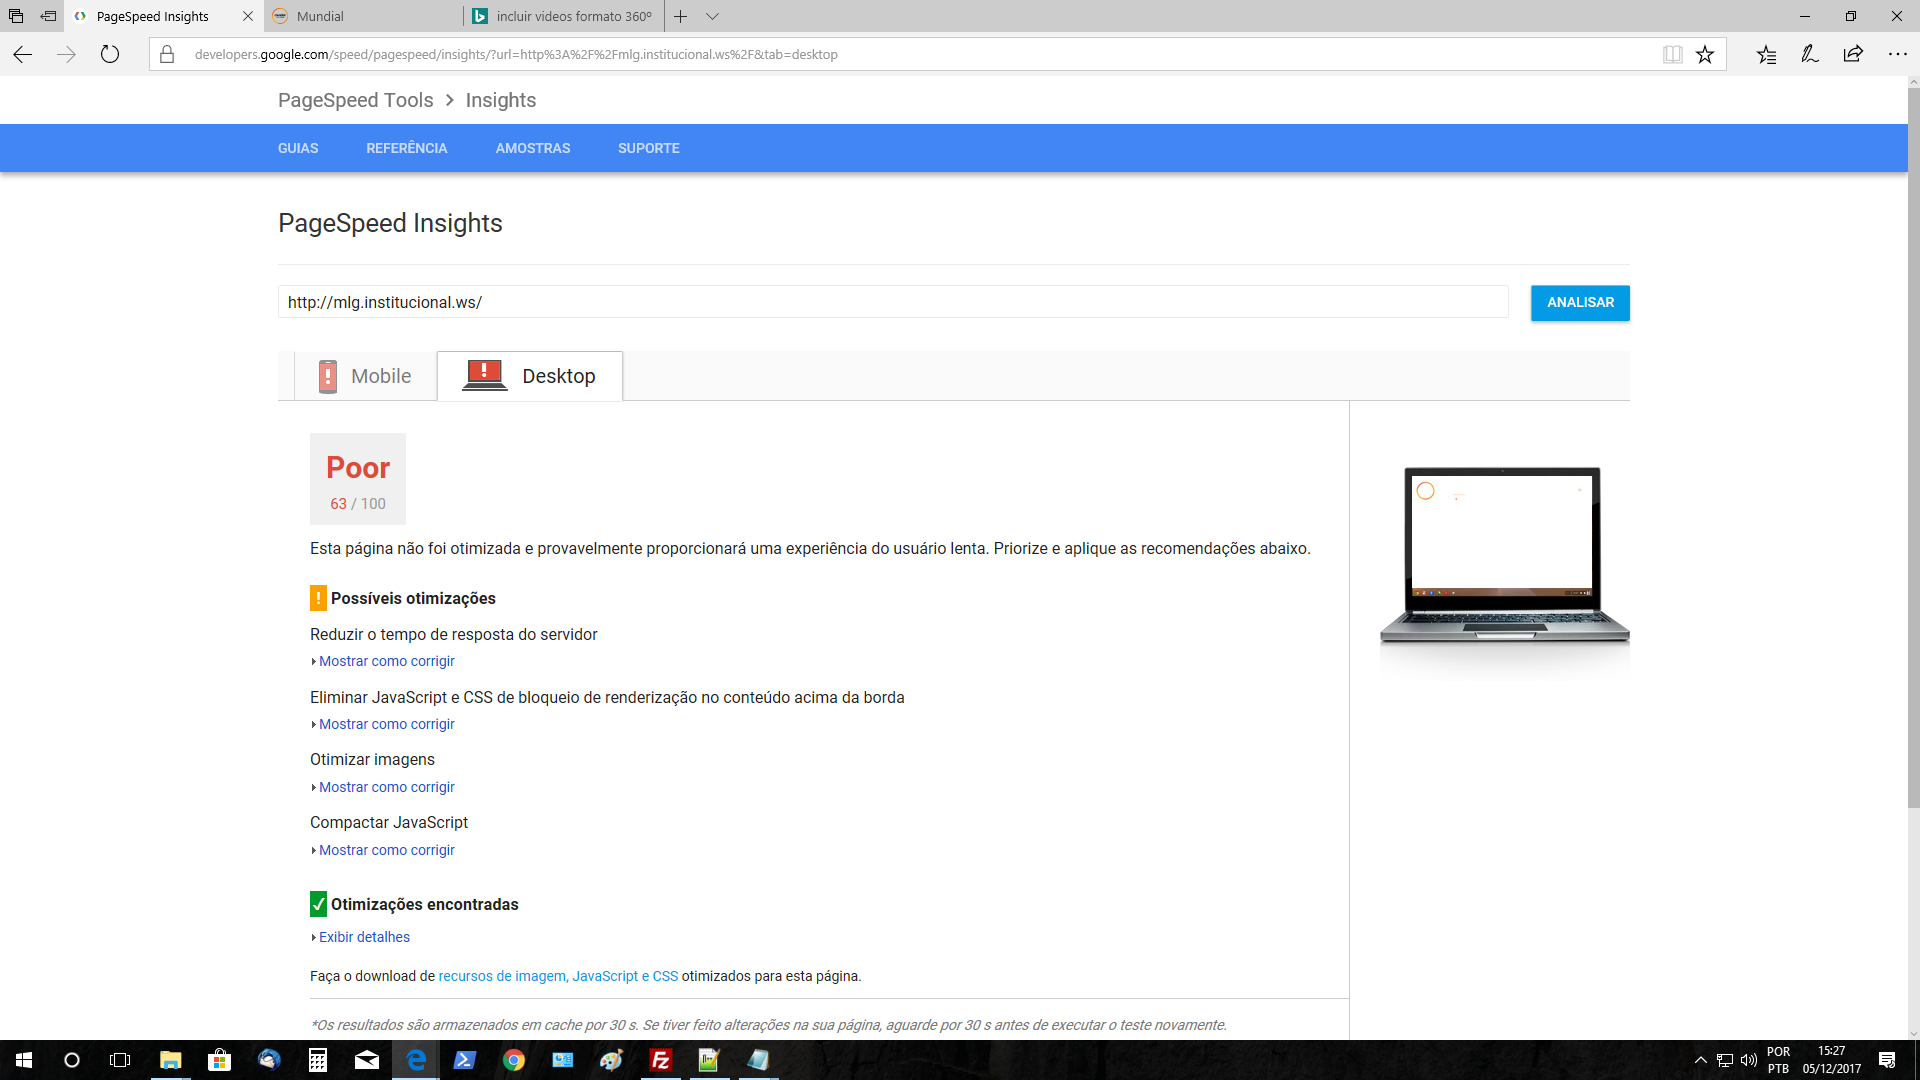 PageSpeed Insights
Mundial
incluir videos formato 360º
developers.google.com/speed/pagespeed/insights/?url=http%3A%2F%2Fmlg.institucional.ws%2F&tab=desktop
PageSpeed Tools > Insights
GUIAS REFERÊNCIA AMOSTRAS SUPORTE
PageSpeed Insights
http://mlg.institucional.ws/
ANALISAR
Mobile
Desktop
Poor
63 / 100
Esta página não foi otimizada e provavelmente proporcionará uma experiência do usuário lenta. Priorize e aplique as recomendações abaixo.
! Possíveis otimizações
Reduzir o tempo de resposta do servidor
Mostrar como corrigir
Eliminar JavaScript e CSS de bloqueio de renderização no conteúdo acima da borda
Mostrar como corrigir
Otimizar imagens
Mostrar como corrigir
Compactar JavaScript
Mostrar como corrigir
Otimizações encontradas
Exibir detalhes
Faça o download de recursos de imagem, JavaScript e CSS otimizados para esta página.
*Os resultados são armazenados em cache por 30 s. Se tiver feito alterações na sua página, aguarde por 30 s antes de executar o teste novamente.
POR
PTB
15:27
05/12/2017